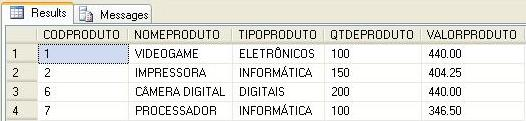 Results Messages
CODPRODUTO NOMEPRODUTO TIPOPRODUTO QTDEPRODUTO VALORPRODUTO
1 1 VIDEOGAME ELETRÔNICOS 100 440.00
2 2 IMPRESSORA INFORMÁTICA 150 404.25
3 6 CÂMERA DIGITAL DIGITAIS 200 440.00
4 7 PROCESSADOR INFORMÁTICA 100 346.50